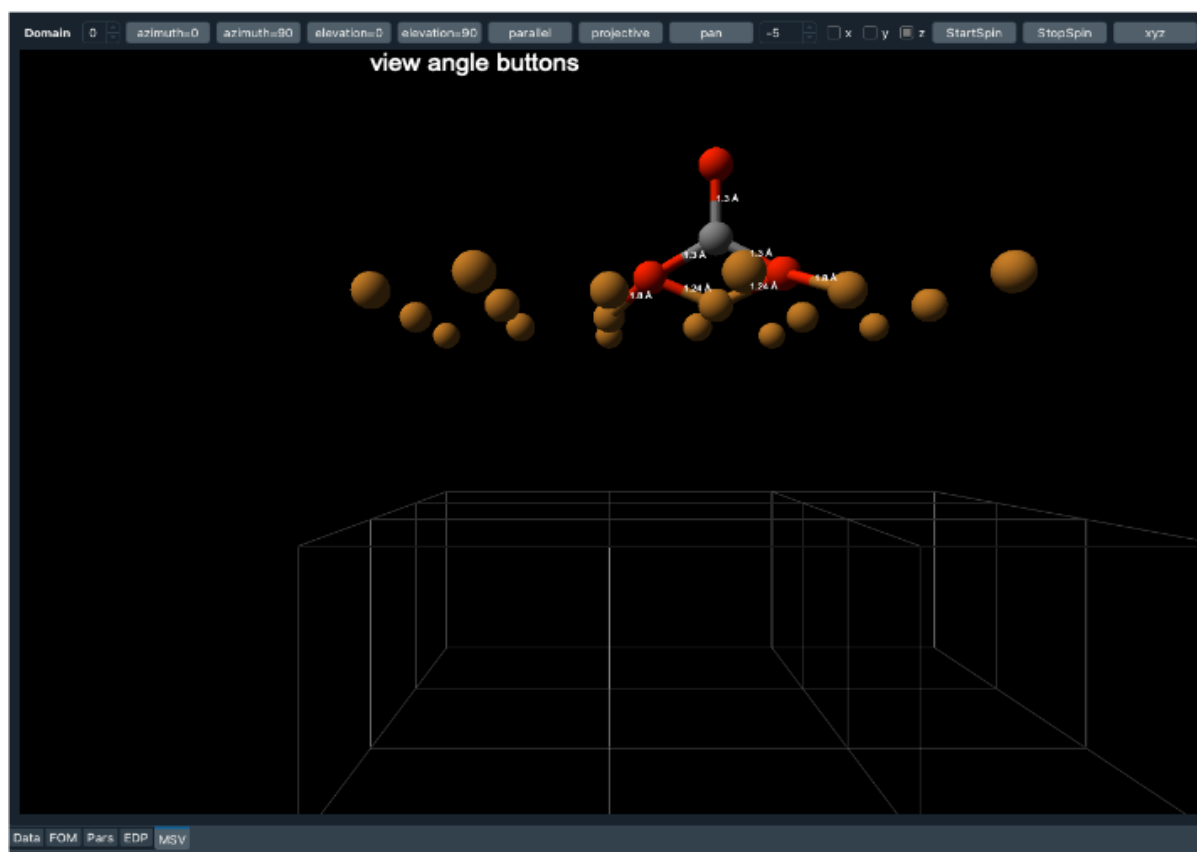 Domain 0 azimuth=0 azimuth=90 elevation=0 elevation=90 parallel projective pan -5 x y z StartSpin StopSpin xyz
view angle buttons
1.3 Å
1.3 Å 1.3 Å
1.8 Å 1.24 Å 1.24 Å 1.8 Å
Data FOM Pars EDP MSV